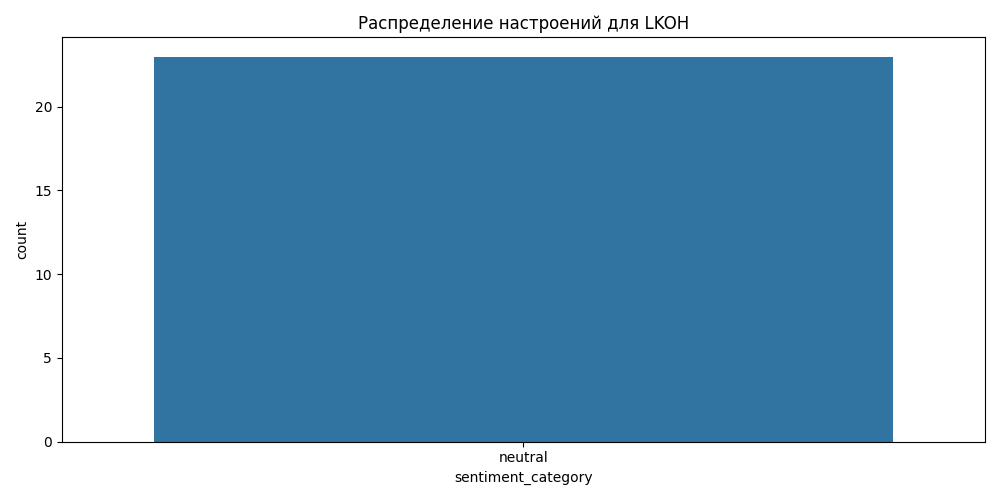 Распределение настроений для LKOH
20
15
10
5
0
count
neutral
sentiment_category